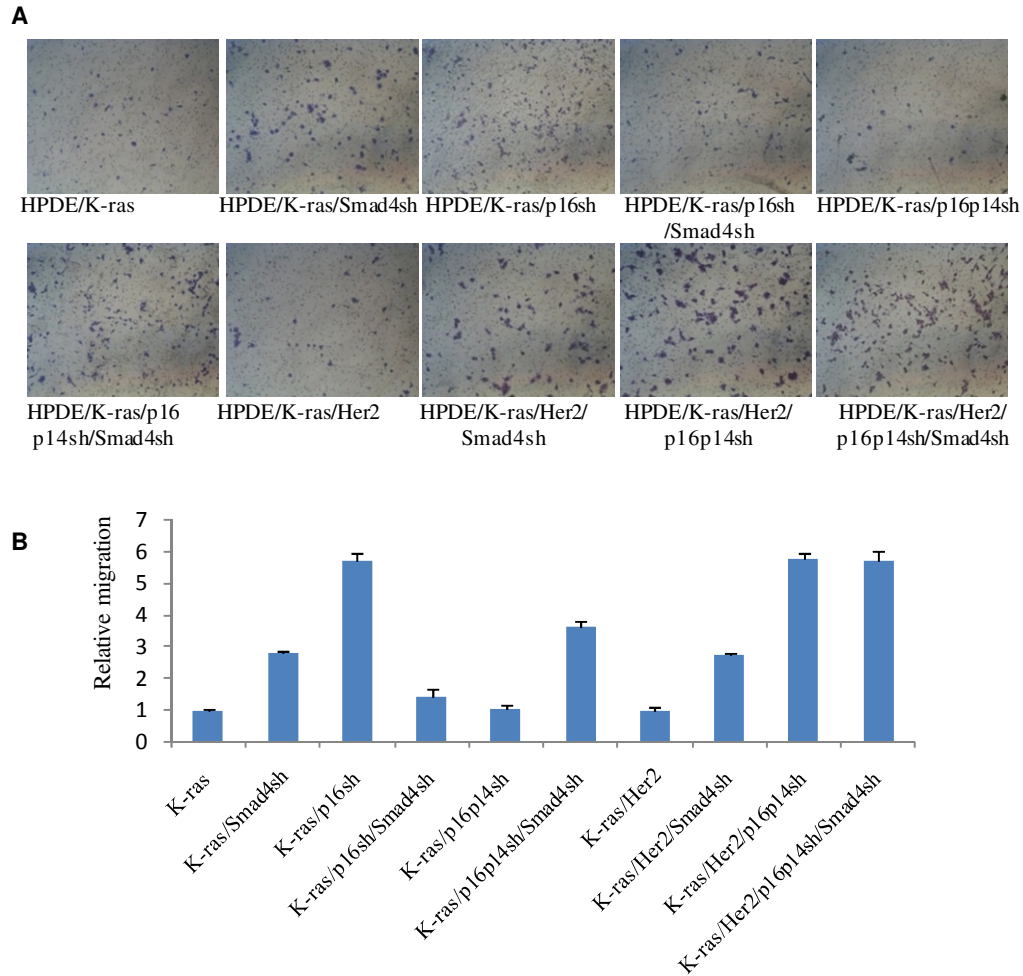 A
HPDE/K-ras
HPDE/K-ras/Smad4sh
HPDE/K-ras/p16sh
HPDE/K-ras/p16sh
/Smad4sh
HPDE/K-ras/p16p14sh
HPDE/K-ras/p16
p14sh/Smad4sh
HPDE/K-ras/Her2
HPDE/K-ras/Her2/
Smad4sh
HPDE/K-ras/Her2/
p16p14sh
HPDE/K-ras/Her2/
p16p14sh/Smad4sh
B
Relative migration
7
6
5
4
3
2
1
0
K-ras
K-ras/Smad4sh
K-ras/p16sh
K-ras/p16sh/Smad4sh
K-ras/p16p14sh
K-ras/p16p14sh/Smad4sh
K-ras/Her2
K-ras/Her2/Smad4sh
K-ras/Her2/p16p14sh
K-ras/Her2/p16p14sh/Smad4sh